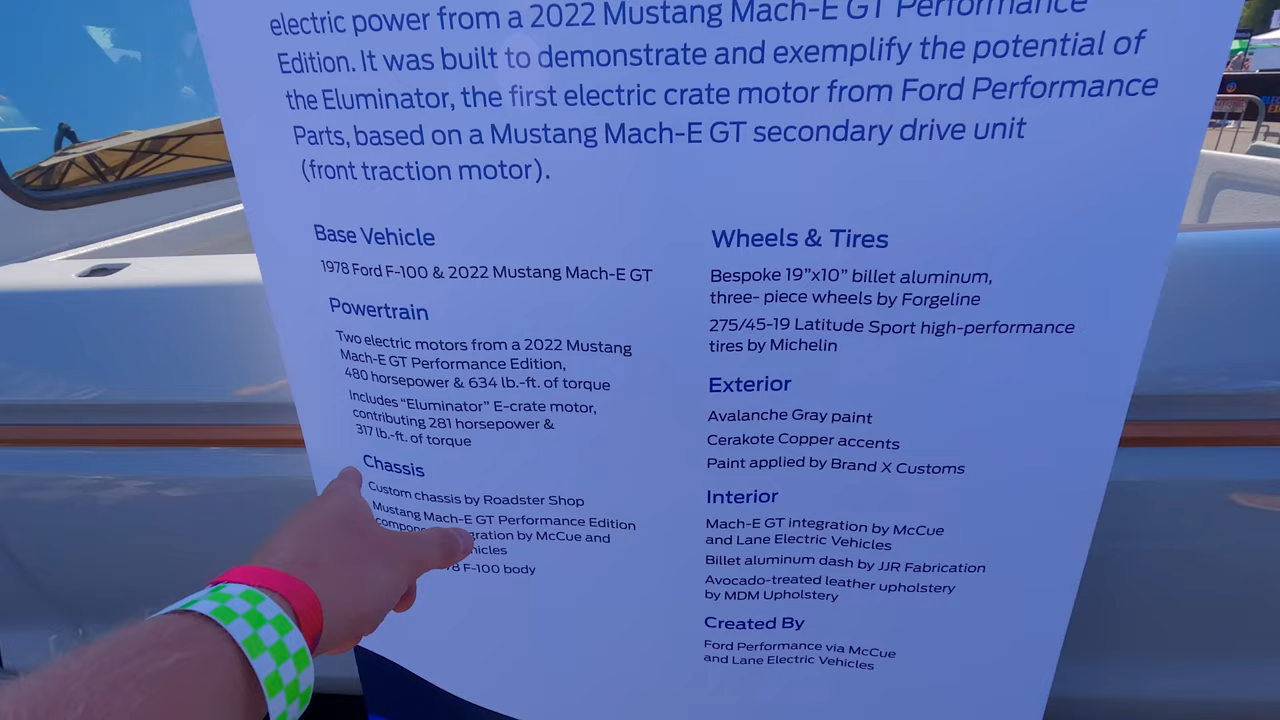 electric power from a 2022 Mustang Mach-E GT Performance
Edition. It was built to demonstrate and exemplify the potential of
the Eluminator, the first electric crate motor from Ford Performance
Parts, based on a Mustang Mach-E GT secondary drive unit
(front traction motor).
Base Vehicle
1978 Ford F-100 & 2022 Mustang Mach-E GT
Powertrain
Two electric motors from a 2022 Mustang
Mach-E GT Performance Edition,
480 horsepower & 634 lb.-ft. of torque
Includes “Eluminator” E-crate motor,
contributing 281 horsepower &
317 lb.-ft. of torque
Chassis
Custom chassis by Roadster Shop
Mustang Mach-E GT Performance Edition
by McCue and
F-100 body
Wheels & Tires
Bespoke 19”x10” billet aluminum,
three- piece wheels by Forgeline
275/45-19 Latitude Sport high-performance
tires by Michelin
Exterior
Avalanche Gray paint
Cerakote Copper accents
Paint applied by Brand X Customs
Interior
Mach-E GT integration by McCue
and Lane Electric Vehicles
Billet aluminum dash by JJR Fabrication
Avocado-treated leather upholstery
by MDM Upholstery
Created By
Ford Performance via McCue
and Lane Electric Vehicles